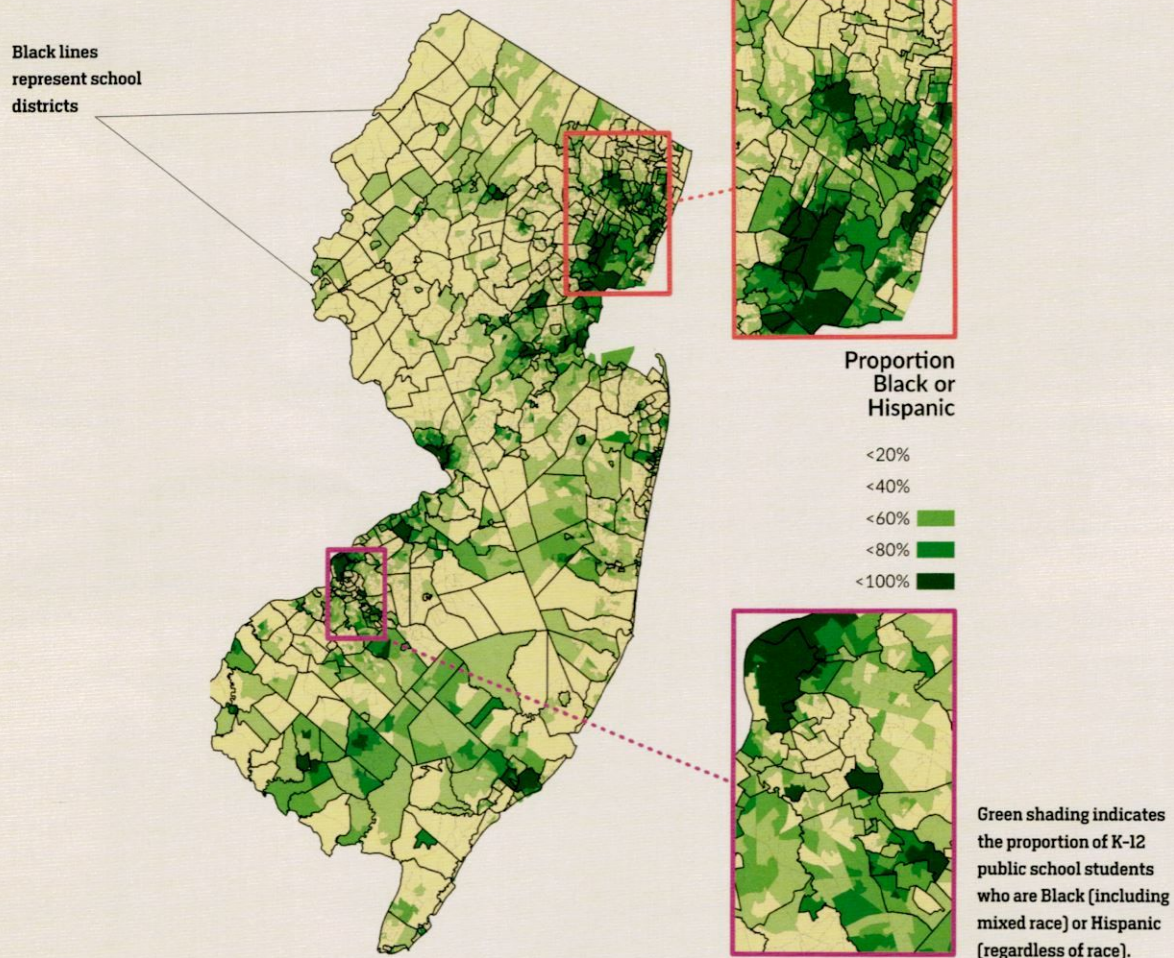 Black lines
represent school
districts
Proportion
Black or
Hispanic
<20%
<40%
<60%
<80%
<100%
Green shading indicates
the proportion of K-12
public school students
who are Black (including
mixed race) or Hispanic
(regardless of race).